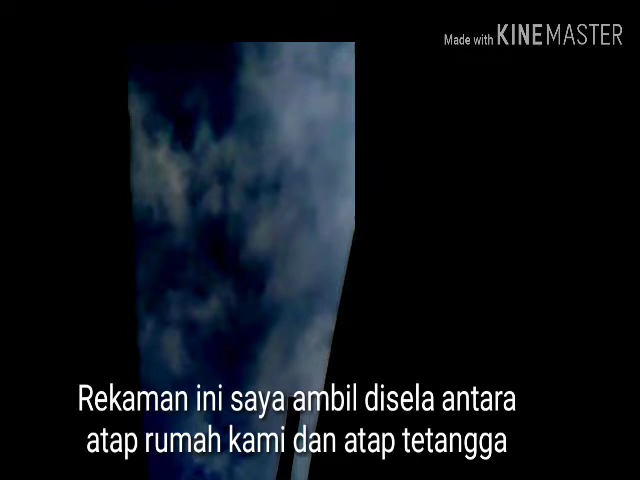 Made with KINEMASTER
Rekaman ini saya ambil disela antara
atap rumah kami dan atap tetangga